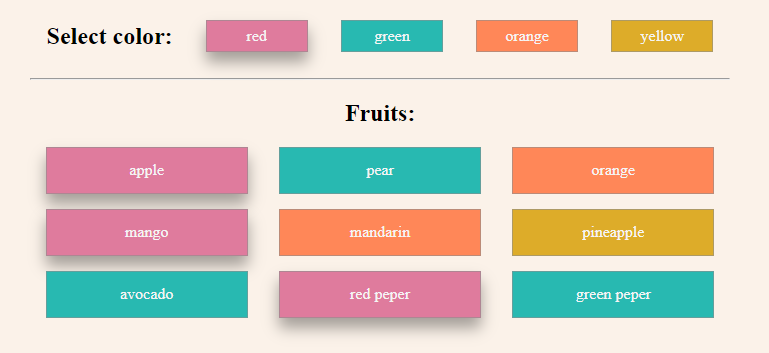 Select color: red green orange yellow
Fruits:
apple pear orange
mango mandarin pineapple
avocado red peper green peper